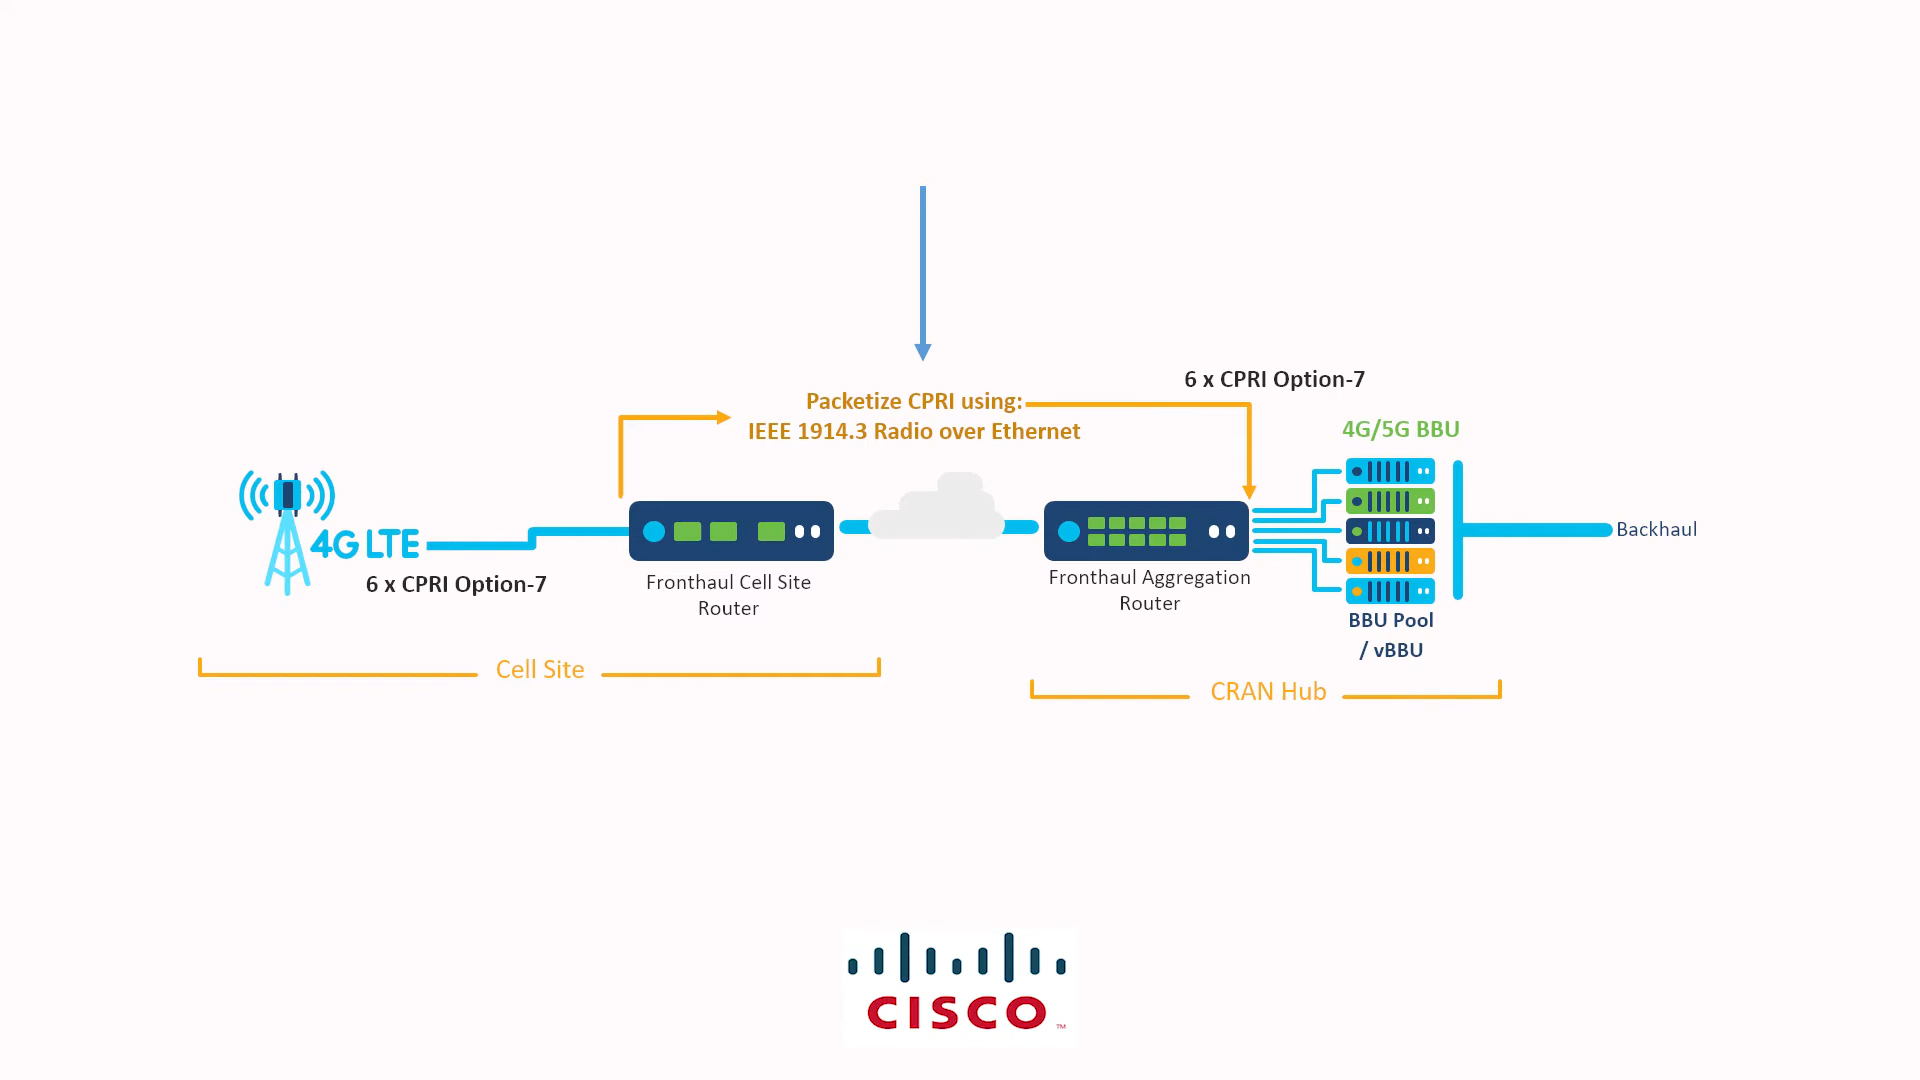 6 x CPRI Option-7
Packetize CPRI using:
IEEE 1914.3 Radio over Ethernet
4G/5G BBU
4G LTE
6 x CPRI Option-7
Fronthaul Cell Site
Router
Fronthaul Aggregation
Router
Backhaul
BBU Pool
/ vBBU
Cell Site
CRAN Hub
CISCO
TM